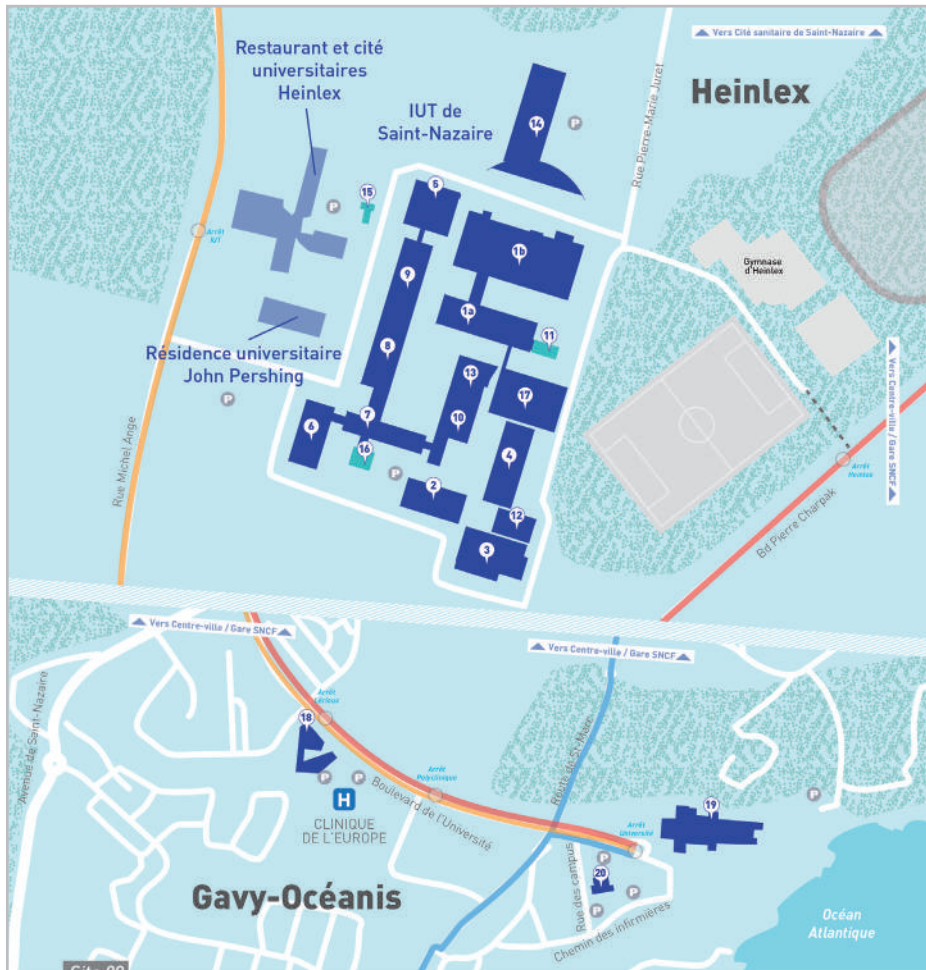 Vers Cité sanitaire de Saint-Nazaire
Restaurant et cité
universitaires
Heinlex
Heinlex
IUT de
Saint-Nazaire
14
P
Rue Pierre-Marie Juret
5
15
P
1b
Arrêt
IUT
Gymnase
d'Heinlex
9
1a
11
8
Résidence universitaire
John Pershing
13
17
P
Vers Centre-ville / Gare SNCF
6
7
10
16
4
Arrêt
Heinlex
P
2
Rue Michel Ange
12
Bd Pierre Charpak
3
Vers Centre-ville / Gare SNCF
Vers Centre-ville / Gare SNCF
Avenue de Saint-Nazaire
Arrêt
18
Route de St-Marc
P
P
Arrêt
Polyclinique
Boulevard de l'Université
H
CLINIQUE
DE L'EUROPE
P
19
Arrêt
Université
P
20
P
P
Rue des campus
Chemin des infirmières
Gavy-Océanis
Océan
Atlantique